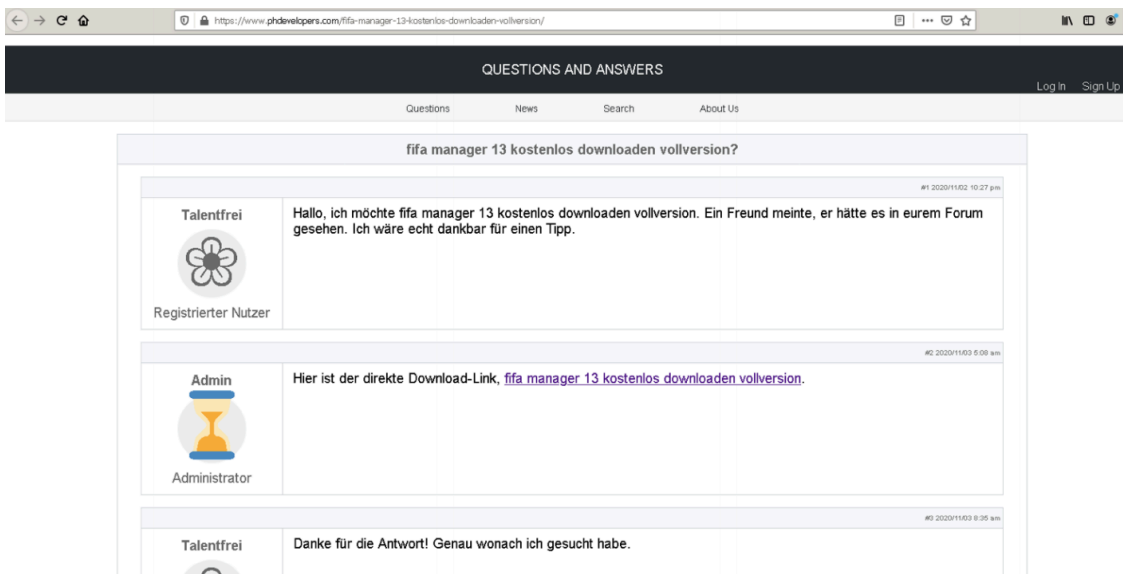 https://www.phdevelopers.com/fifa-manager-13-kostenlos-downloaden-vollversion/
QUESTIONS AND ANSWERS
Log In Sign Up
Questions News Search About Us
fifa manager 13 kostenlos downloaden vollversion?
#1 2020/11/02 10:27 pm
Talentfrei
Hallo, ich möchte fifa manager 13 kostenlos downloaden vollversion. Ein Freund meinte, er hätte es in eurem Forum
gesehen. Ich wäre echt dankbar für einen Tipp.
Registrierter Nutzer
#2 2020/11/03 5:08 am
Admin
Hier ist der direkte Download-Link, fifa manager 13 kostenlos downloaden vollversion.
Administrator
#3 2020/11/03 8:35 am
Talentfrei
Danke für die Antwort! Genau wonach ich gesucht habe.